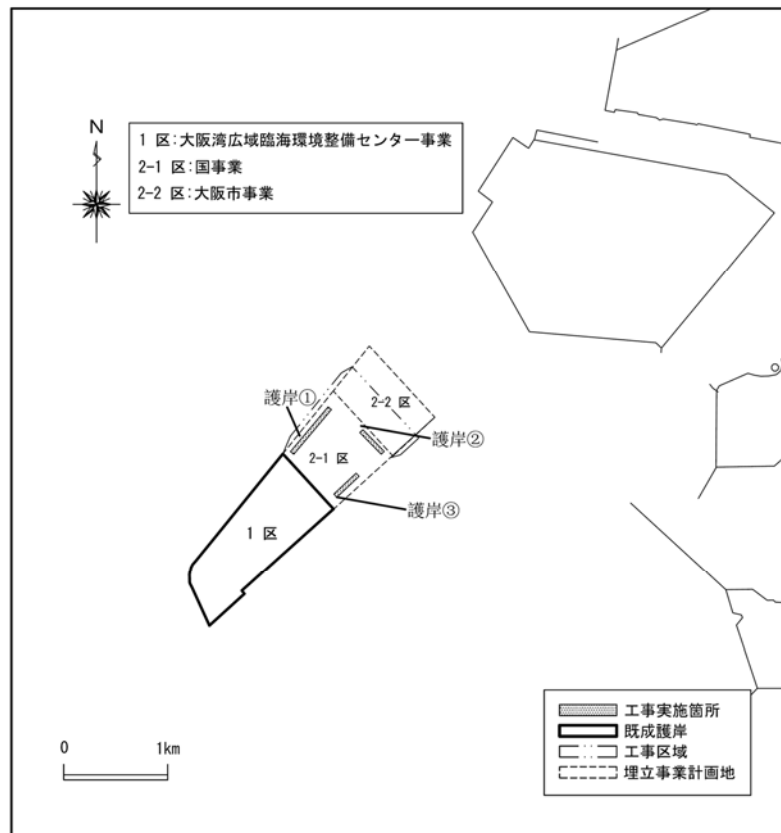 N
1 区:大阪湾広域臨海環境整備センター事業
2-1 区:国事業
2-2 区:大阪市事業
護岸①
2-2 区
護岸②
2-1 区
護岸③
1 区
0 1km
工事実施箇所
既成護岸
工事区域
埋立事業計画地